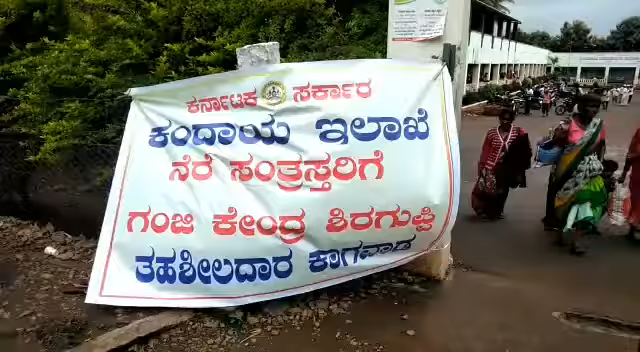 ಕರ್ನಾಟಕ ಸರ್ಕಾರ
ಕಂದಾಯ ಇಲಾಖೆ
ನೆರೆ ಸಂತ್ರಸ್ತರಿಗೆ
ಗಂಜಿ ಕೇಂದ್ರ ಶಿರಗುಪ್ಪಿ
ತಹಶೀಲದಾರ ಕಾಗವಾಡ